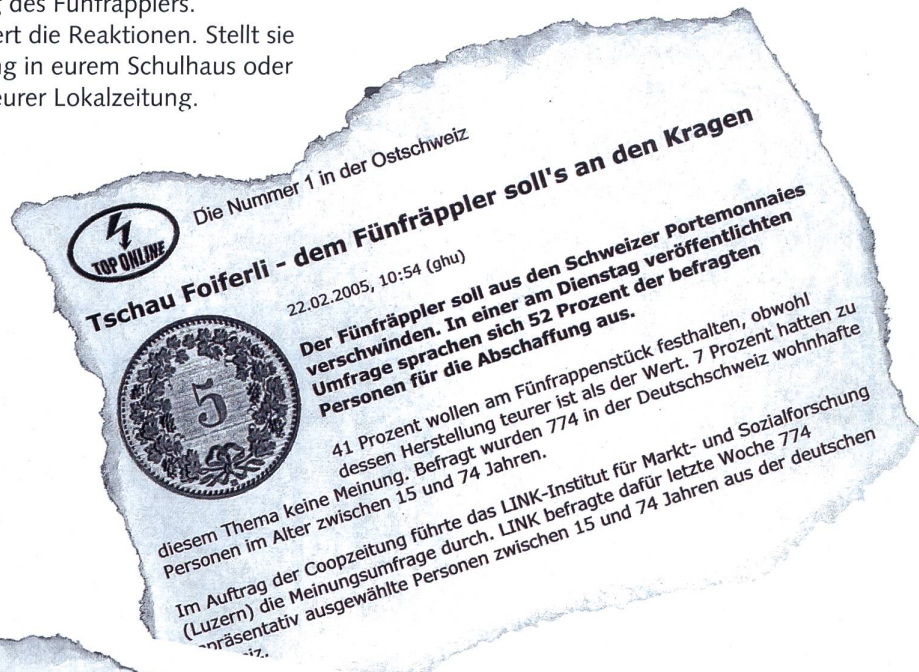 g des Fünfräpplers.
ert die Reaktionen. Stellt sie
ng in eurem Schulhaus oder
eurer Lokalzeitung.
TOP ONLINE
Die Nummer 1 in der Ostschweiz
Tschau Foiferli - dem Fünfräppler soll's an den Kragen
22.02.2005, 10:54 (ghu)
5
Der Fünfräppler soll aus den Schweizer Portemonnaies
verschwinden. In einer am Dienstag veröffentlichten
Umfrage sprachen sich 52 Prozent der befragten
Personen für die Abschaffung aus.
41 Prozent wollen am Fünfrappenstück festhalten, obwohl
dessen Herstellung teurer ist als der Wert. 7 Prozent hatten zu
diesem Thema keine Meinung. Befragt wurden 774 in der Deutschschweiz wohnhafte
Personen im Alter zwischen 15 und 74 Jahren.
Im Auftrag der Coopzeitung führte das LINK-Institut für Markt- und Sozialforschung
(Luzern) die Meinungsumfrage durch. LINK befragte dafür letzte Woche 774
präsentativ ausgewählte Personen zwischen 15 und 74 Jahren aus der deutschen
iz.